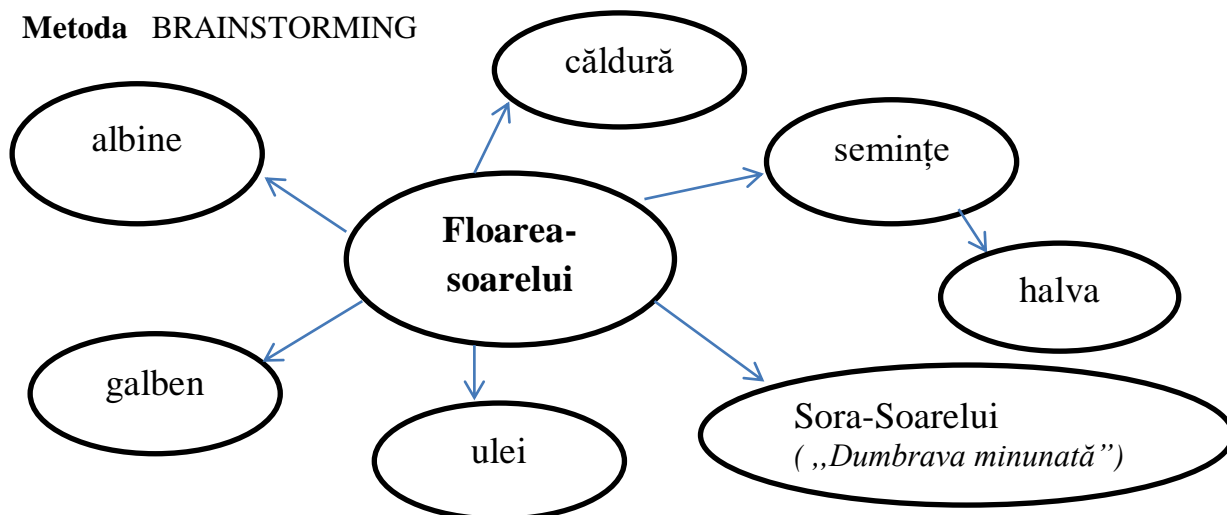 Metoda BRAINSTORMING
căldură
albine
semințe
Floarea-
soarelui
halva
galben
Sora-Soarelui
( ,,Dumbrava minunată”)
ulei